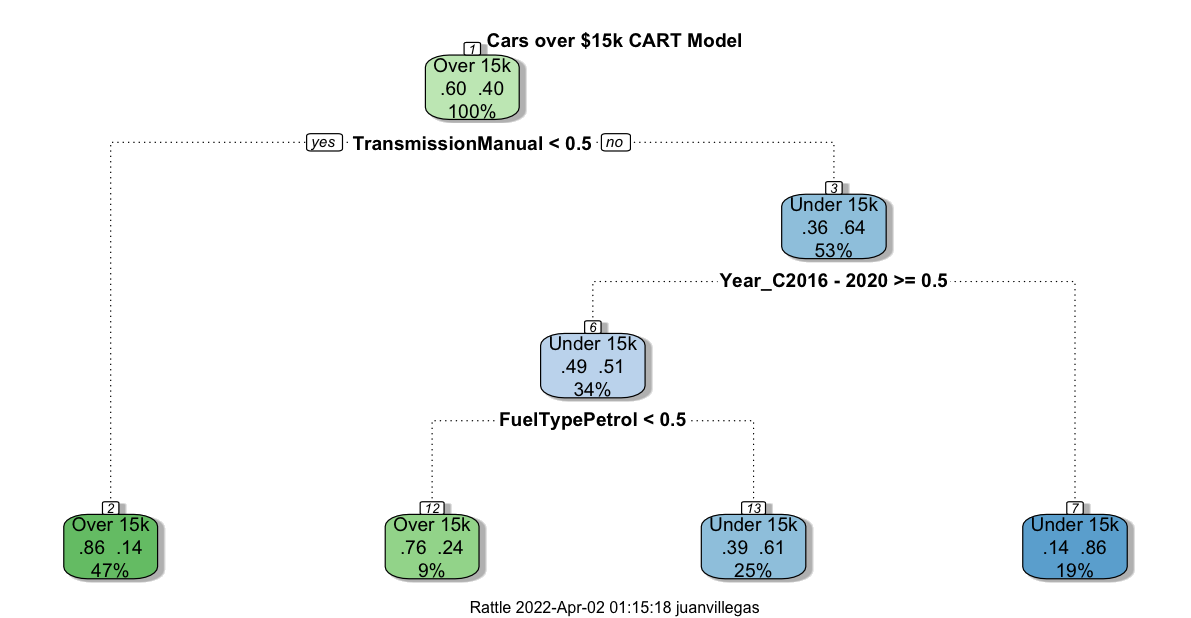 Cars over $15k CART Model
1
Over 15k
.60 .40
100%
yes TransmissionManual < 0.5 no
3
Under 15k
.36 .64
53%
Year_C2016 - 2020 >= 0.5
6
Under 15k
.49 .51
34%
FuelTypePetrol < 0.5
2
Over 15k
.86 .14
47%
12
Over 15k
.76 .24
9%
13
Under 15k
.39 .61
25%
7
Under 15k
.14 .86
19%
Rattle 2022-Apr-02 01:15:18 juanvillegas